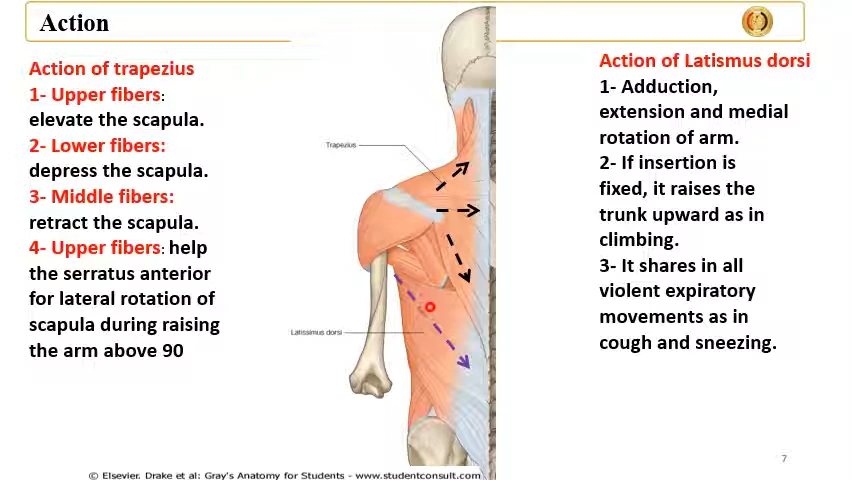 Action
Action of trapezius
1- Upper fibers:
elevate the scapula.
2- Lower fibers:
depress the scapula.
3- Middle fibers:
retract the scapula.
4- Upper fibers: help
the serratus anterior
for lateral rotation of
scapula during raising
the arm above 90
Trapezius
Latissimus dorsi
Action of Latismus dorsi
1- Adduction,
extension and medial
rotation of arm.
2- If insertion is
fixed, it raises the
trunk upward as in
climbing.
3- It shares in all
violent expiratory
movements as in
cough and sneezing.
7
© Elsevier. Drake et al: Gray's Anatomy for Students - www.studentconsult.com